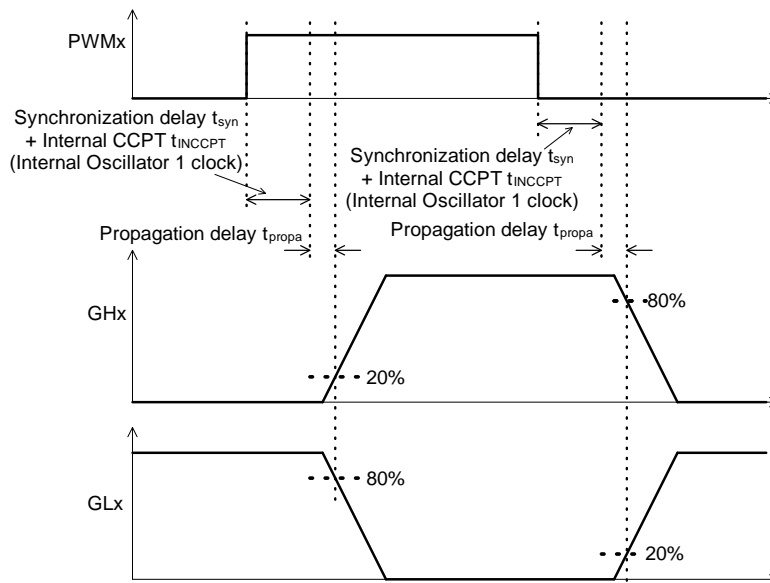 PWMx
Synchronization delay tsyn
+ Internal CCPT tINCCPT
(Internal Oscillator 1 clock)
Synchronization delay tsyn
+ Internal CCPT tINCCPT
(Internal Oscillator 1 clock)
Propagation delay tpropa
Propagation delay tpropa
GHx
80%
20%
GLx
80%
20%